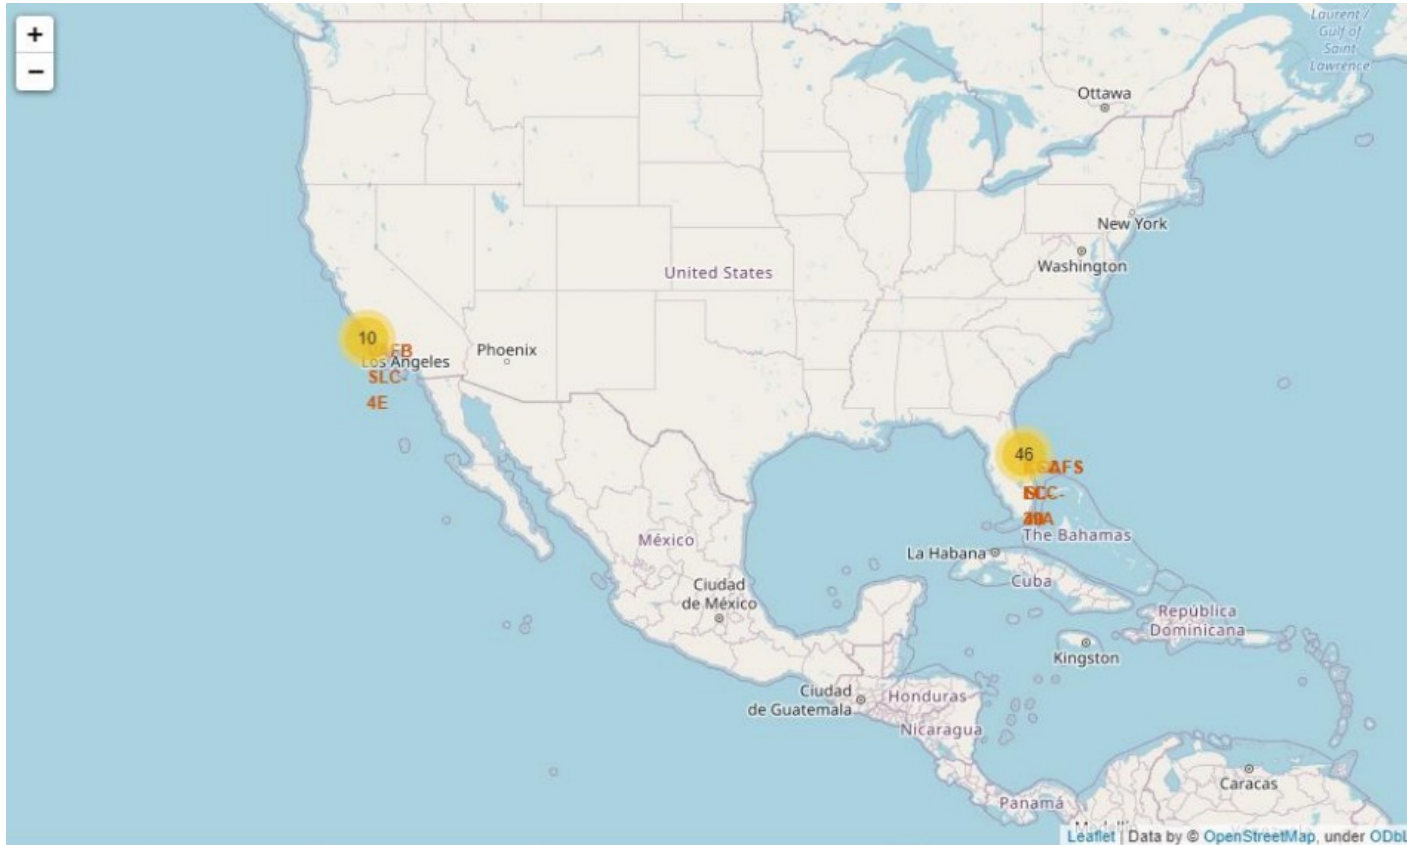 +
−
Laurent /
Gulf of
Saint
Lawrence
Ottawa
New York
Washington
United States
10
Los Angeles
SLC-
4E
Phoenix
46
The Bahamas
La Habana
Cuba
México
Ciudad
de México
República
Dominicana
Kingston
Ciudad
de Guatemala
Honduras
Nicaragua
Caracas
Panamá
Leaflet | Data by © OpenStreetMap, under ODbL